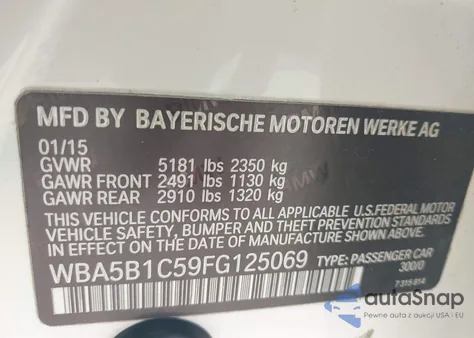 MFD BY BAYERISCHE MOTOREN WERKE AG
01/15
GVWR 5181 lbs 2350 kg
GAWR FRONT 2491 lbs 1130 kg
GAWR REAR 2910 lbs 1320 kg
THIS VEHICLE CONFORMS TO ALL APPLICABLE U.S.FEDERAL MOTOR
VEHICLE SAFETY, BUMPER AND THEFT PREVENTION STANDARDS
IN EFFECT ON THE DATE OF MANUFACTURE SHOWN ABOVE.
WBA5B1C59FG125069 TYPE: PASSENGER CAR
300/0
7 315 814
autoSnap
Pewne auta z aukcji USA i EU